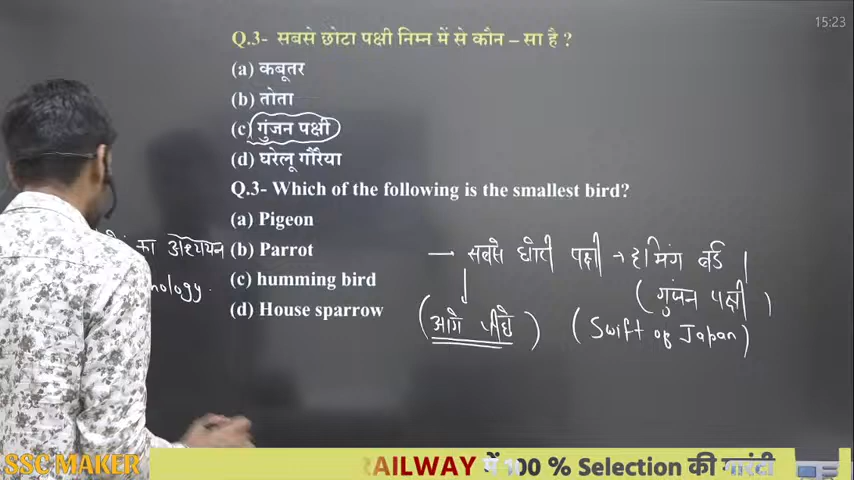 15:23
Q.3- सबसे छोटा पक्षी निम्न में से कौन – सा है ?
(a) कबूतर
(b) तोता
(c) गुंजन पक्षी
(d) घरेलू गौरैया
Q.3- Which of the following is the smallest bird?
(a) Pigeon
(b) Parrot
(c) humming bird
(d) House sparrow
का अध्ययन
nology.
→ सबसे छोटी पक्षी → हमिंग बर्ड |
(गुंजन पक्षी)
(आगे पीछे)
(Swift of Japan)
SSC MAKER
RAILWAY में 100 % Selection की गारंटी